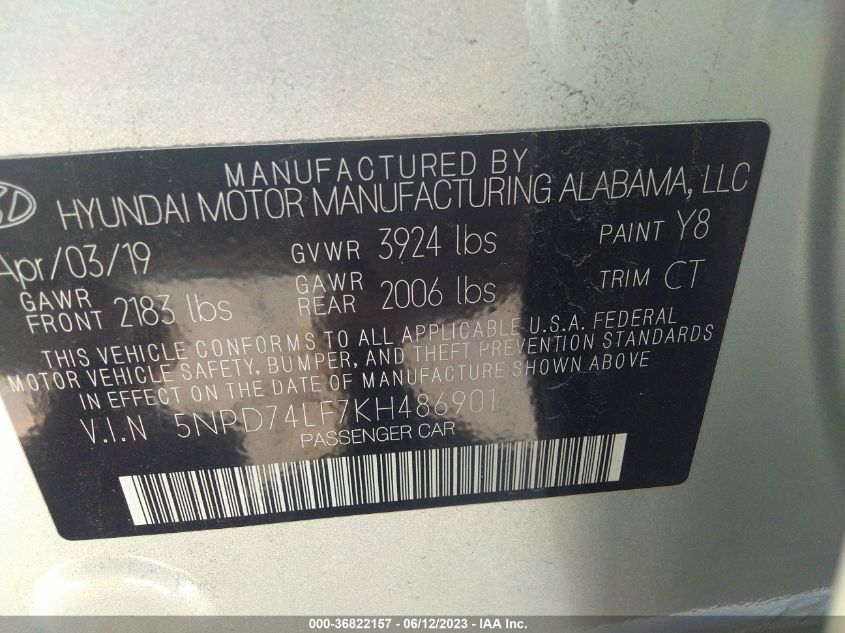 MANUFACTURED BY
HYUNDAI MOTOR MANUFACTURING ALABAMA, LLC
Apr/03/19 GVWR 3924 lbs PAINT Y8
GAWR FRONT 2183 lbs GAWR REAR 2006 lbs TRIM CT
THIS VEHICLE CONFORMS TO ALL APPLICABLE U.S.A. FEDERAL
MOTOR VEHICLE SAFETY, BUMPER, AND THEFT PREVENTION STANDARDS
IN EFFECT ON THE DATE OF MANUFACTURE SHOWN ABOVE
V.I.N 5NPD74LF7KH486901
PASSENGER CAR
000-36822157 - 06/12/2023 - IAA Inc.